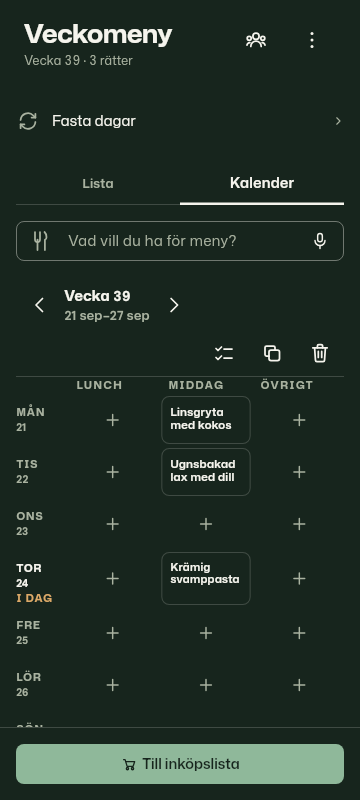 Veckomeny
Vecka 39 · 3 rätter
Fasta dagar
Lista
Kalender
Vad vill du ha för meny?
Vecka 39
21 sep–27 sep
LUNCH MIDDAG ÖVRIGT
MÅN
21
Linsgryta
med kokos
TIS
22
Ugnsbakad
lax med dill
ONS
23
TOR
24
I DAG
Krämig
svamppasta
FRE
25
LÖR
26
Till inköpslista